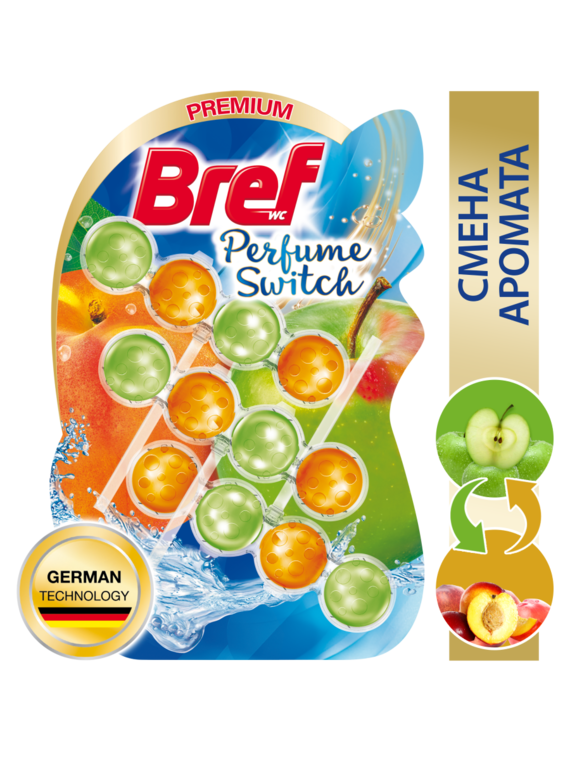 PREMIUM
Bref
WC
Perfume
Switch
GERMAN
TECHNOLOGY
СМЕНА
АРОМАТА